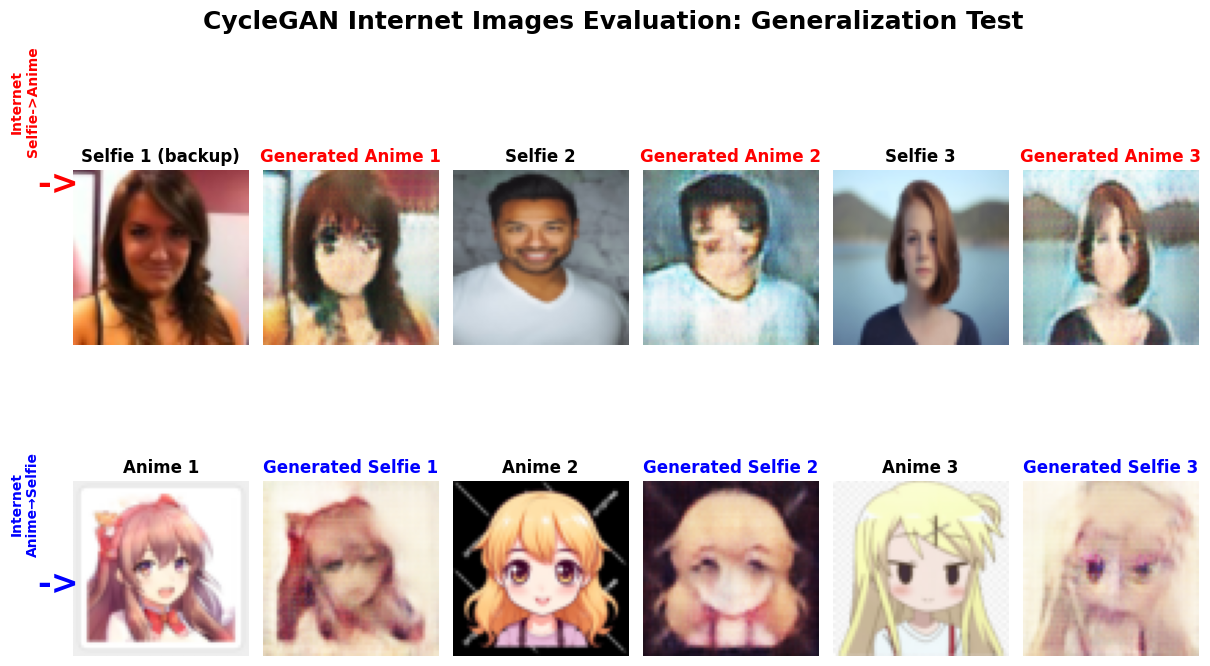 CycleGAN Internet Images Evaluation: Generalization Test
Internet
Selfie->Anime
->
Selfie 1 (backup)
Generated Anime 1
Selfie 2
Generated Anime 2
Selfie 3
Generated Anime 3
Internet
Anime→Selfie
->
Anime 1
Generated Selfie 1
Anime 2
Generated Selfie 2
Anime 3
Generated Selfie 3